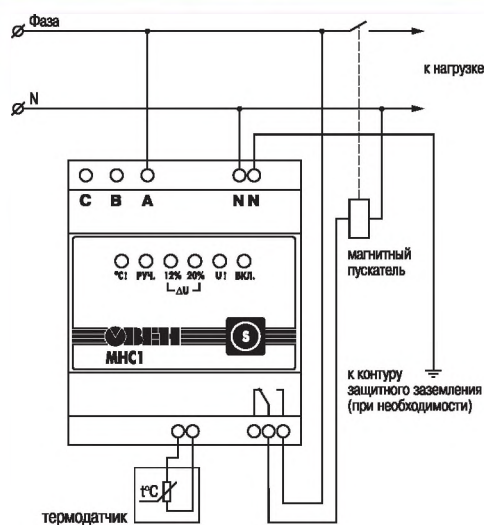 Фаза
к нагрузке
N
C B A N N
магнитный
пускатель
°C! РУЧ. 12% 20% U! ВКЛ.
ΔU
ОВЕН
S
МНС1
к контуру
защитного заземления
(при необходимости)
t°C
термодатчик